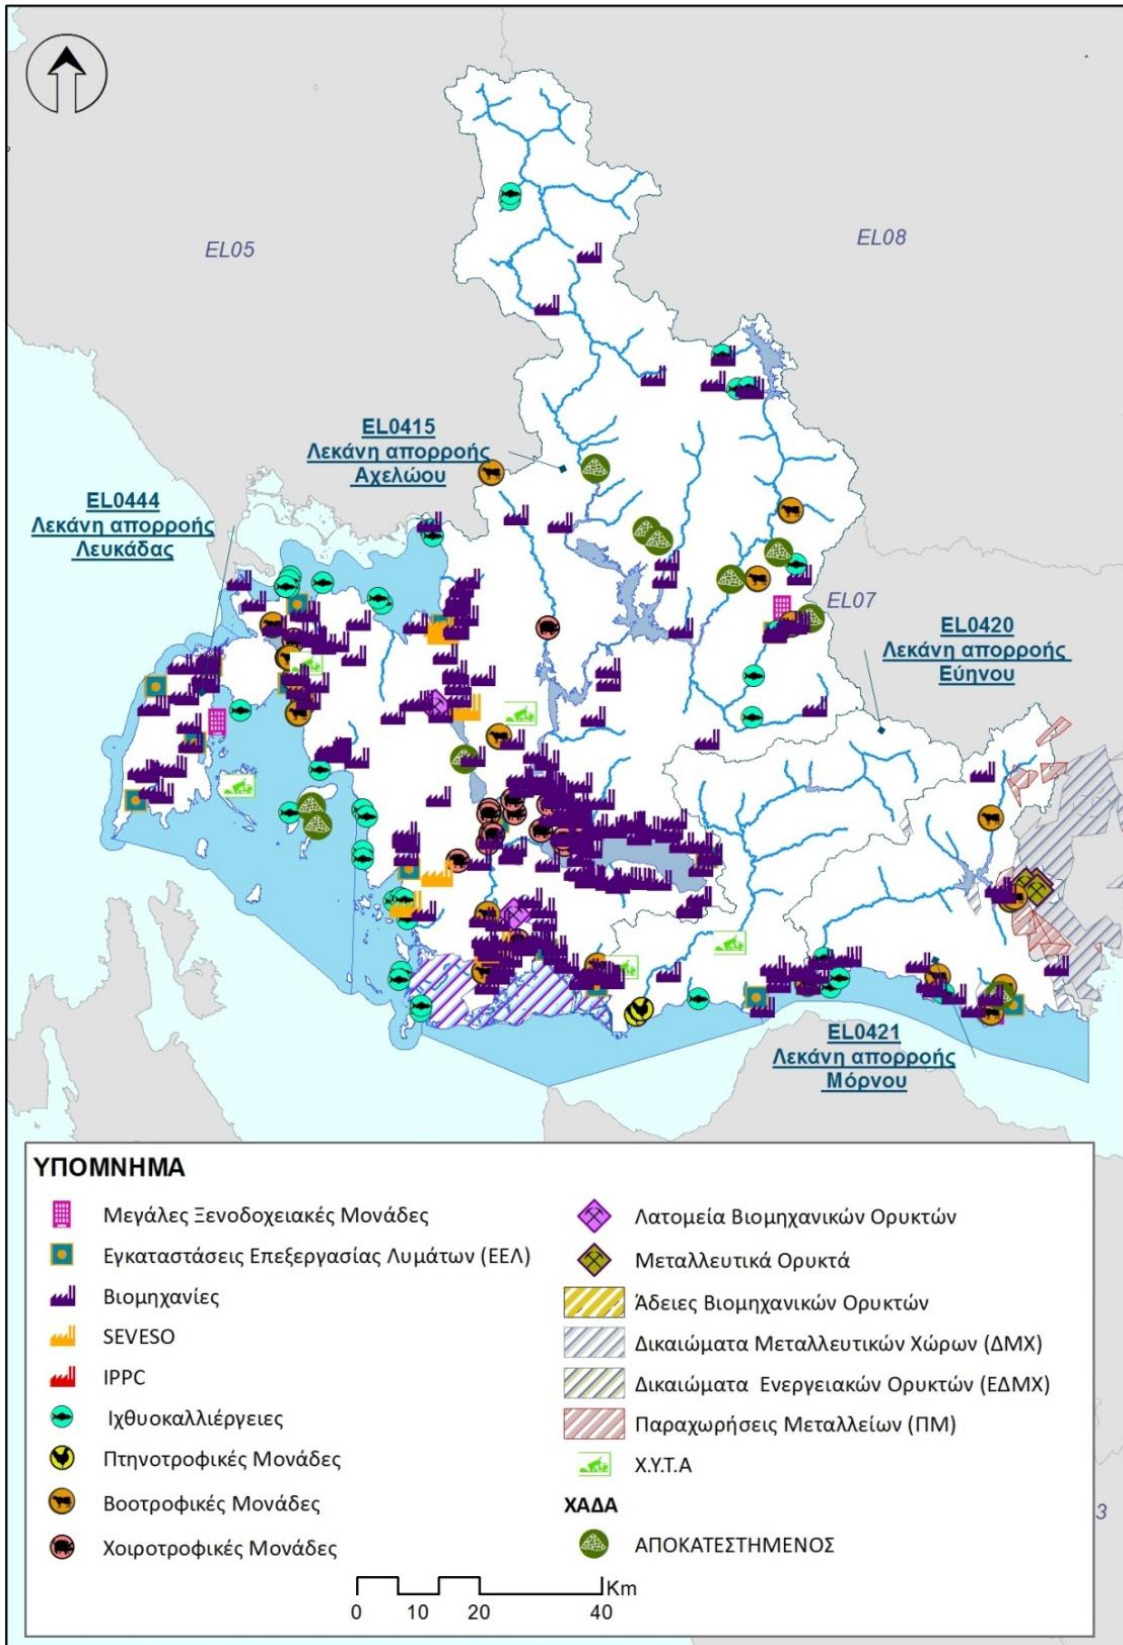 EL05
EL08
EL0415
Λεκάνη απορροής
Αχελώου
EL0444
Λεκάνη απορροής
Λευκάδας
EL07
EL0420
Λεκάνη απορροής
Εύηνου
EL0421
Λεκάνη απορροής
Μόρνου
ΥΠΟΜΝΗΜΑ
Μεγάλες Ξενοδοχειακές Μονάδες
Εγκαταστάσεις Επεξεργασίας Λυμάτων (ΕΕΛ)
Βιομηχανίες
SEVESO
IPPC
Ιχθυοκαλλιέργειες
Πτηνοτροφικές Μονάδες
Βοοτροφικές Μονάδες
Χοιροτροφικές Μονάδες
Λατομεία Βιομηχανικών Ορυκτών
Μεταλλευτικά Ορυκτά
Άδειες Βιομηχανικών Ορυκτών
Δικαιώματα Μεταλλευτικών Χώρων (ΔΜΧ)
Δικαιώματα Ενεργειακών Ορυκτών (ΕΔΜΧ)
Παραχωρήσεις Μεταλλείων (ΠΜ)
Χ.Υ.Τ.Α
ΧΑΔΑ
ΑΠΟΚΑΤΕΣΤΗΜΕΝΟΣ
3
Km
0 10 20 40